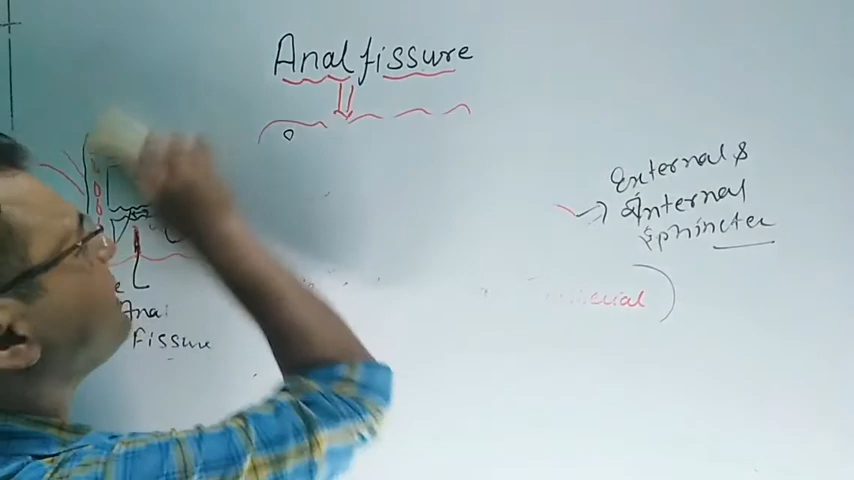 Anal fissure
External &
Internal
Sphincter
Anal
Fissure